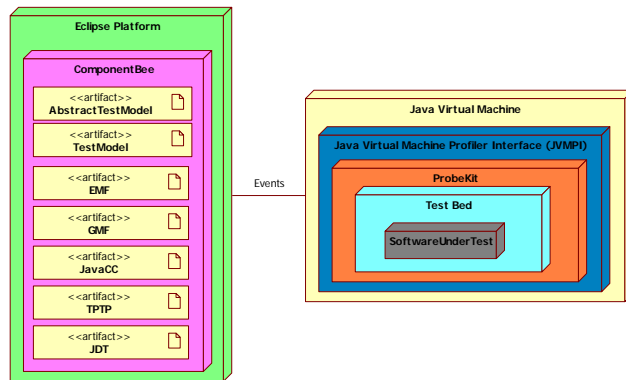 Eclipse Platform
ComponentBee
<<artifact>>
AbstractTestModel
<<artifact>>
TestModel
<<artifact>>
EMF
<<artifact>>
GMF
<<artifact>>
JavaCC
<<artifact>>
TPTP
<<artifact>>
JDT
Events
Java Virtual Machine
Java Virtual Machine Profiler Interface (JVMPI)
ProbeKit
Test Bed
SoftwareUnderTest